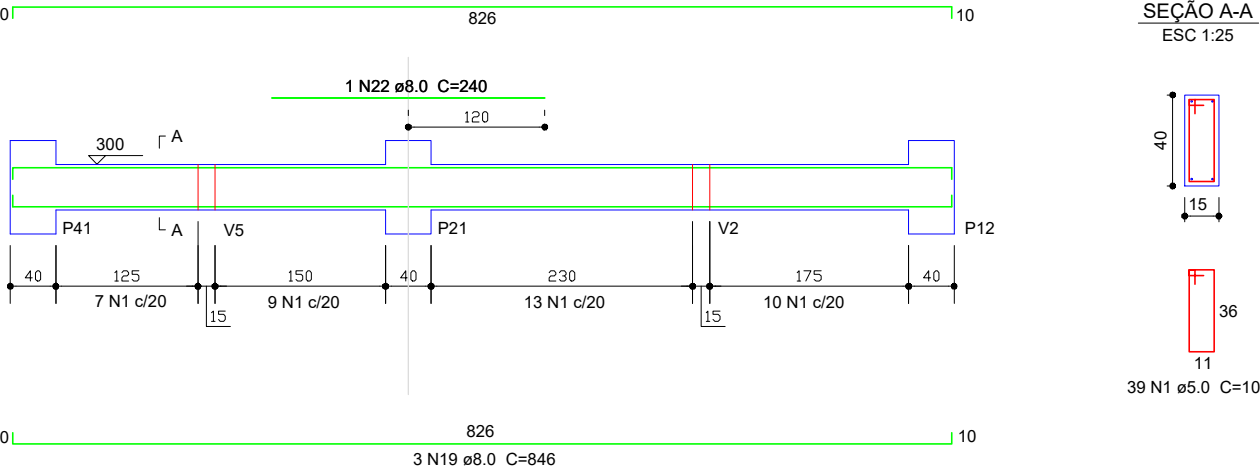 SEÇÃO A-A
ESC 1:25
0
826
10
1 N22 ø8.0 C=240
120
300
A
A
P41
V5
P21
V2
P12
40
125
150
40
230
175
40
7 N1 c/20
15
9 N1 c/20
13 N1 c/20
15
10 N1 c/20
40
15
36
11
39 N1 ø5.0 C=10
0
826
10
3 N19 ø8.0 C=846